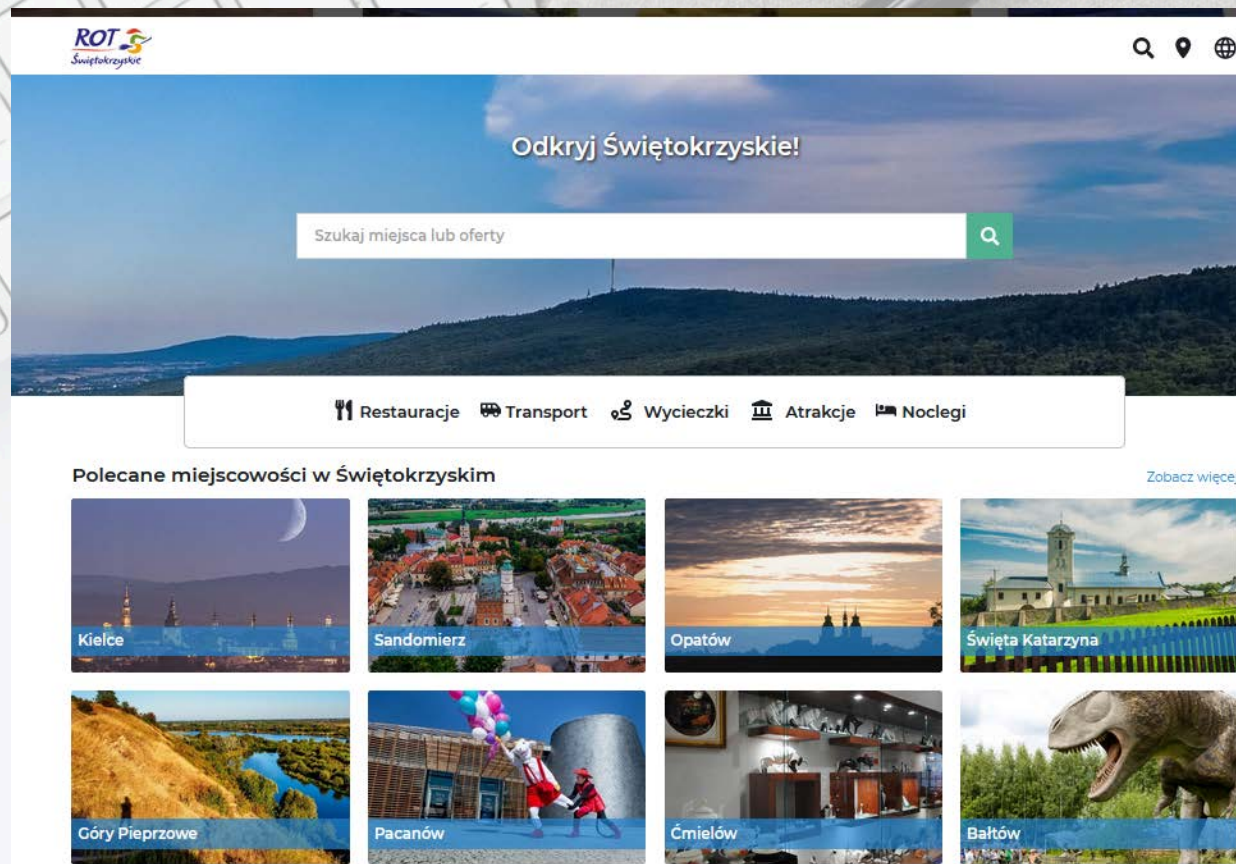 ROT
Świętokrzyskie
Odkryj Świętokrzyskie!
Szukaj miejsca lub oferty
Restauracje Transport Wycieczki Atrakcje Noclegi
Polecane miejscowości w Świętokrzyskim
Zobacz więcej
Kielce
Sandomierz
Opatów
Święta Katarzyna
Góry Pieprzowe
Pacanów
Ćmielów
Bałtów